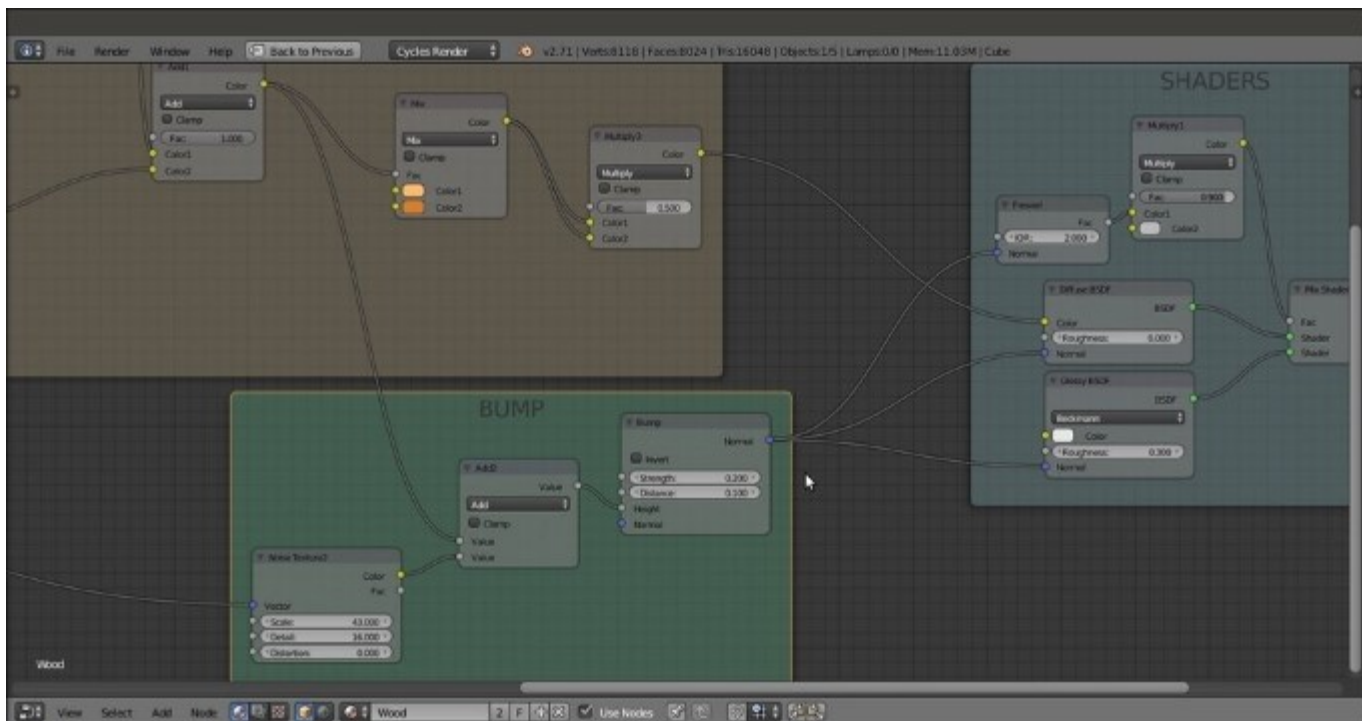 File Render Window Help Back to Previous Cycles Render v2.71 | Verts:8118 | Faces:8024 | Tris:16048 | Objects:1/5 | Lamps:0/0 | Mem:11.03M | Cube
Add1
Color
Add
Clamp
Fac: 1.000
Color1
Color2
Mix
Color
Mix
Clamp
Fac
Color1
Color2
Multiply3
Color
Multiply
Clamp
Fac: 0.500
Color1
Color2
SHADERS
Multiply1
Color
Multiply
Clamp
Fac: 0.900
Color1
Color2
Fresnel
Fac
IOR: 2.000
Normal
Diffuse BSDF
BSDF
Color
Roughness: 0.000
Normal
Mix Shader
Fac
Shader
Shader
Glossy BSDF
BSDF
Beckmann
Color
Roughness: 0.300
Normal
BUMP
Bump
Normal
Invert
Strength: 0.200
Distance: 0.100
Height
Normal
Add2
Value
Add
Clamp
Value
Value
Noise Texture2
Color
Fac
Vector
Scale: 43.000
Detail: 16.000
Distortion: 0.000
Wood
View Select Add Node Wood 2 F Use Nodes